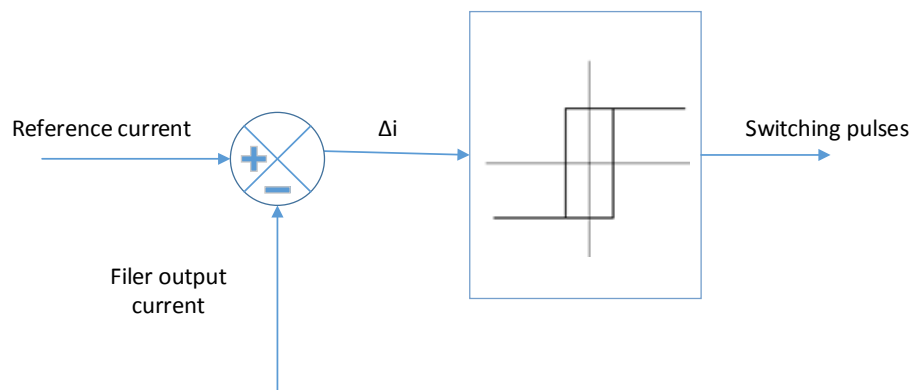 Reference current
Δi
Switching pulses
+
−
Filer output
current